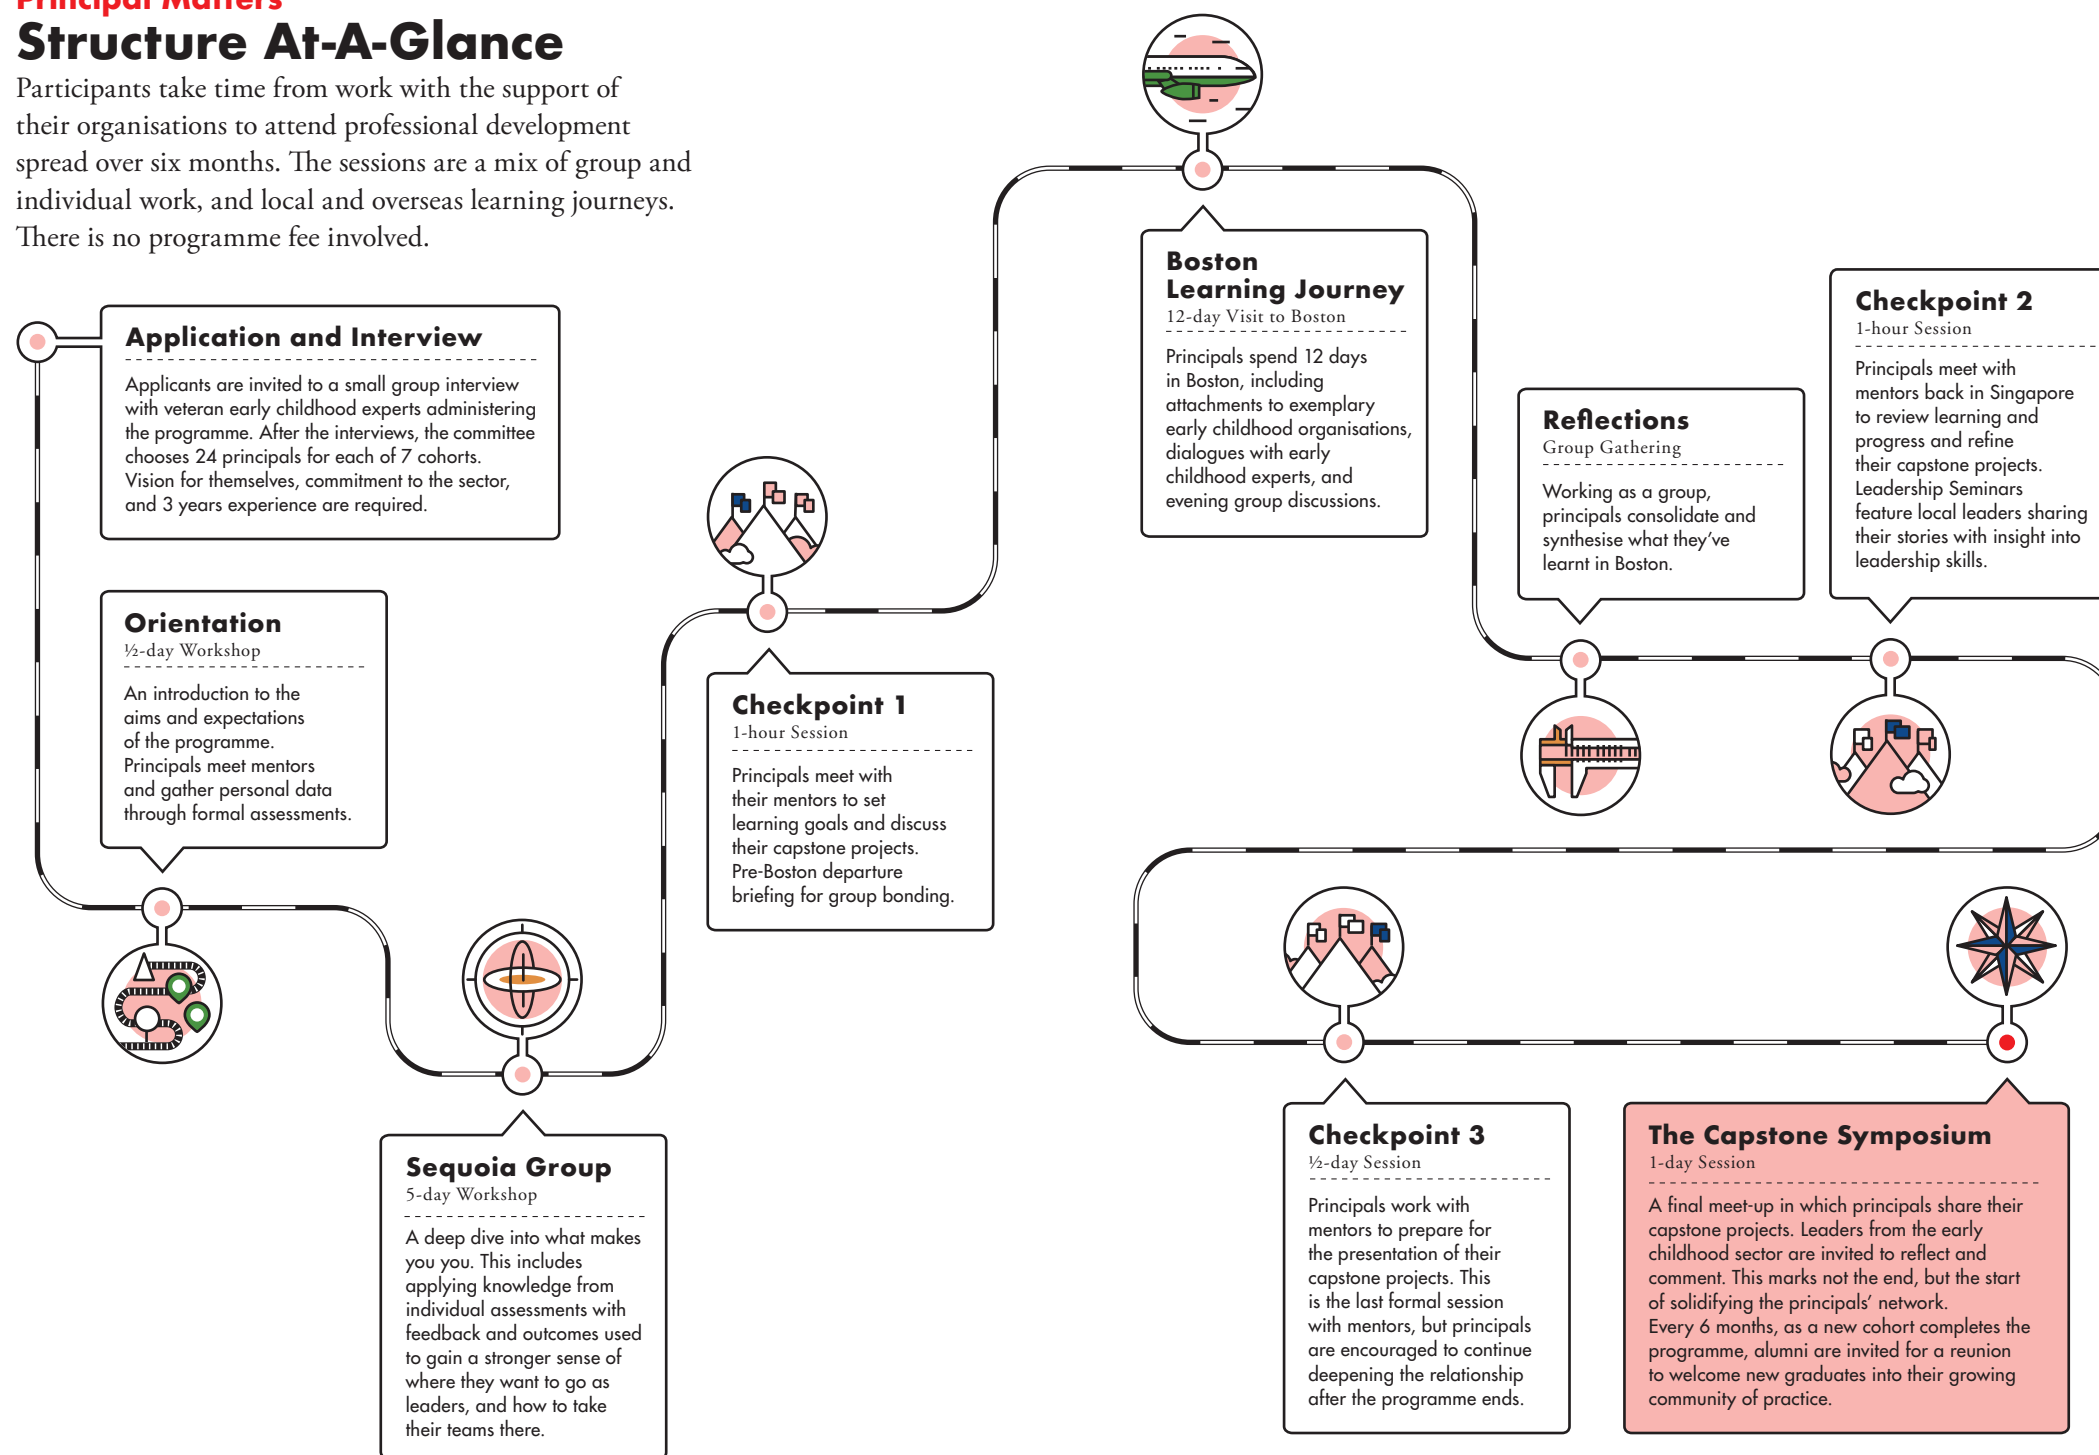 Principal Matters
Structure At-A-Glance
Participants take time from work with the support of
their organisations to attend professional development
spread over six months. The sessions are a mix of group and
individual work, and local and overseas learning journeys.
There is no programme fee involved.
Application and Interview
Applicants are invited to a small group interview
with veteran early childhood experts administering
the programme. After the interviews, the committee
chooses 24 principals for each of 7 cohorts.
Vision for themselves, commitment to the sector,
and 3 years experience are required.
Orientation
½-day Workshop
An introduction to the
aims and expectations
of the programme.
Principals meet mentors
and gather personal data
through formal assessments.
Sequoia Group
5-day Workshop
A deep dive into what makes
you you. This includes
applying knowledge from
individual assessments with
feedback and outcomes used
to gain a stronger sense of
where they want to go as
leaders, and how to take
their teams there.
Checkpoint 1
1-hour Session
Principals meet with
their mentors to set
learning goals and discuss
their capstone projects.
Pre-Boston departure
briefing for group bonding.
Boston
Learning Journey
12-day Visit to Boston
Principals spend 12 days
in Boston, including
attachments to exemplary
early childhood organisations,
dialogues with early
childhood experts, and
evening group discussions.
Reflections
Group Gathering
Working as a group,
principals consolidate and
synthesise what they've
learnt in Boston.
Checkpoint 2
1-hour Session
Principals meet with
mentors back in Singapore
to review learning and
progress and refine
their capstone projects.
Leadership Seminars
feature local leaders sharing
their stories with insight into
leadership skills.
Checkpoint 3
½-day Session
Principals work with
mentors to prepare for
the presentation of their
capstone projects. This
is the last formal session
with mentors, but principals
are encouraged to continue
deepening the relationship
after the programme ends.
The Capstone Symposium
1-day Session
A final meet-up in which principals share their
capstone projects. Leaders from the early
childhood sector are invited to reflect and
comment. This marks not the end, but the start
of solidifying the principals' network.
Every 6 months, as a new cohort completes the
programme, alumni are invited for a reunion
to welcome new graduates into their growing
community of practice.